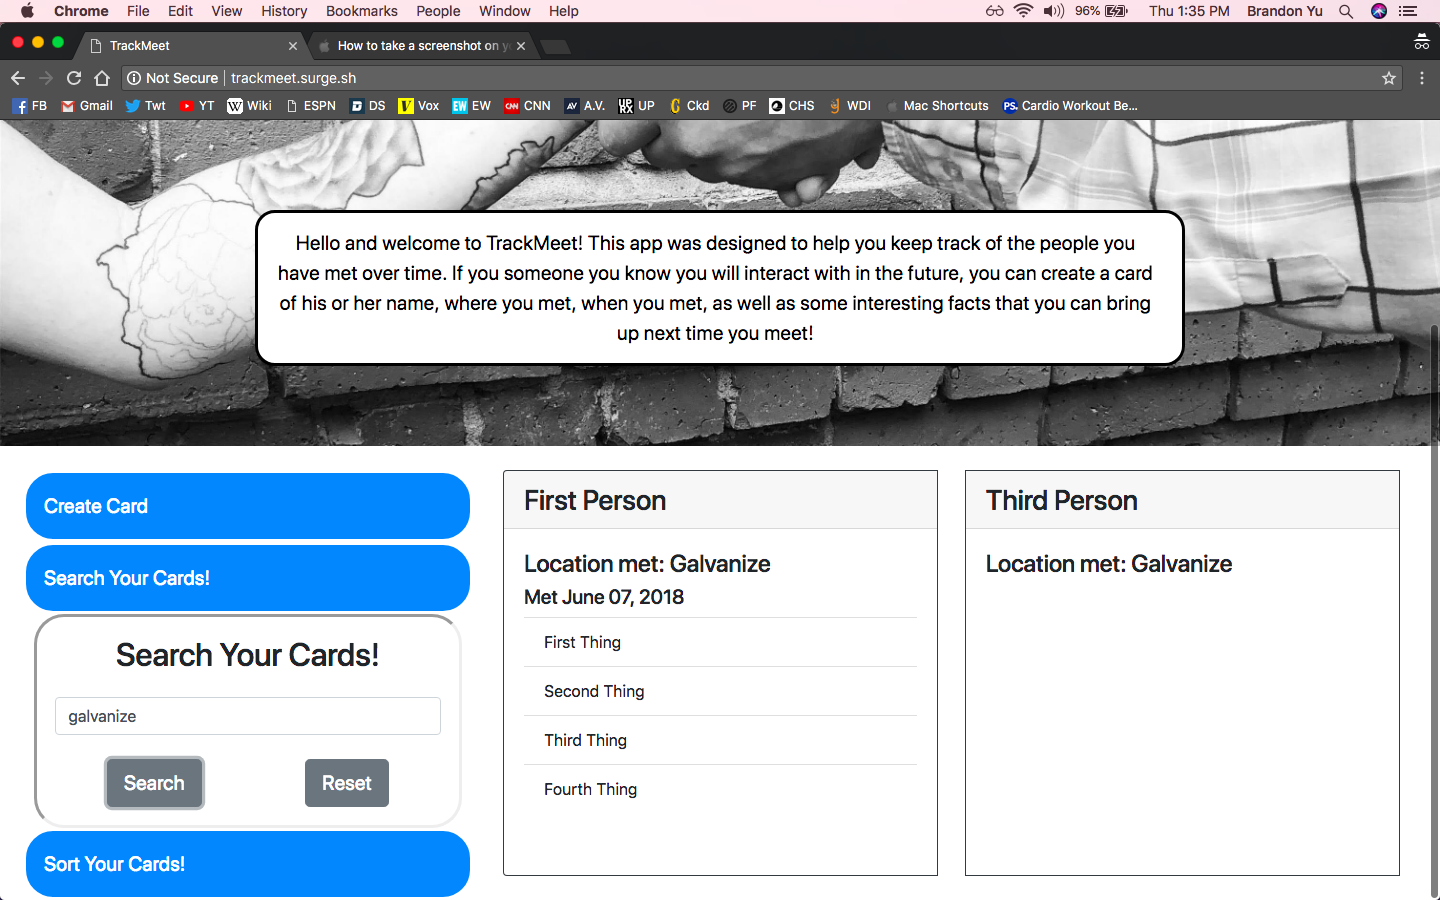 Chrome File Edit View History Bookmarks People Window Help 96% Thu 1:35 PM Brandon Yu
TrackMeet How to take a screenshot on yo
Not Secure trackmeet.surge.sh
FB Gmail Twt YT Wiki ESPN DS Vox EW CNN A.V. UP Ckd PF CHS WDI Mac Shortcuts Cardio Workout Be...
Hello and welcome to TrackMeet! This app was designed to help you keep track of the people you
have met over time. If you someone you know you will interact with in the future, you can create a card
of his or her name, where you met, when you met, as well as some interesting facts that you can bring
up next time you meet!
Create Card
Search Your Cards!
Search Your Cards!
galvanize
Search Reset
Sort Your Cards!
First Person
Location met: Galvanize
Met June 07, 2018
First Thing
Second Thing
Third Thing
Fourth Thing
Third Person
Location met: Galvanize